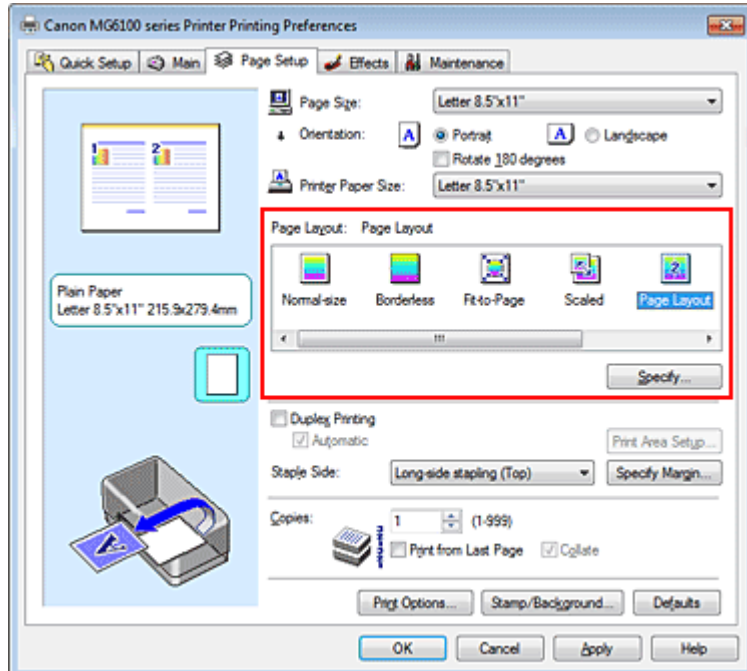 Canon MG6100 series Printer Printing Preferences
Quick Setup Main Page Setup Effects Maintenance
1 2
Plain Paper
Letter 8.5"x11" 215.9x279.4mm
Page Size: Letter 8.5"x11"
Orientation: A Portrait A Landscape
Rotate 180 degrees
Printer Paper Size: Letter 8.5"x11"
Page Layout: Page Layout
Normal-size Borderless Fit-to-Page Scaled Page Layout
Specify...
Duplex Printing
Automatic Print Area Setup...
Staple Side: Long-side stapling (Top) Specify Margin...
Copies: 1 (1-999)
Print from Last Page Collate
Print Options... Stamp/Background... Defaults
OK Cancel Apply Help